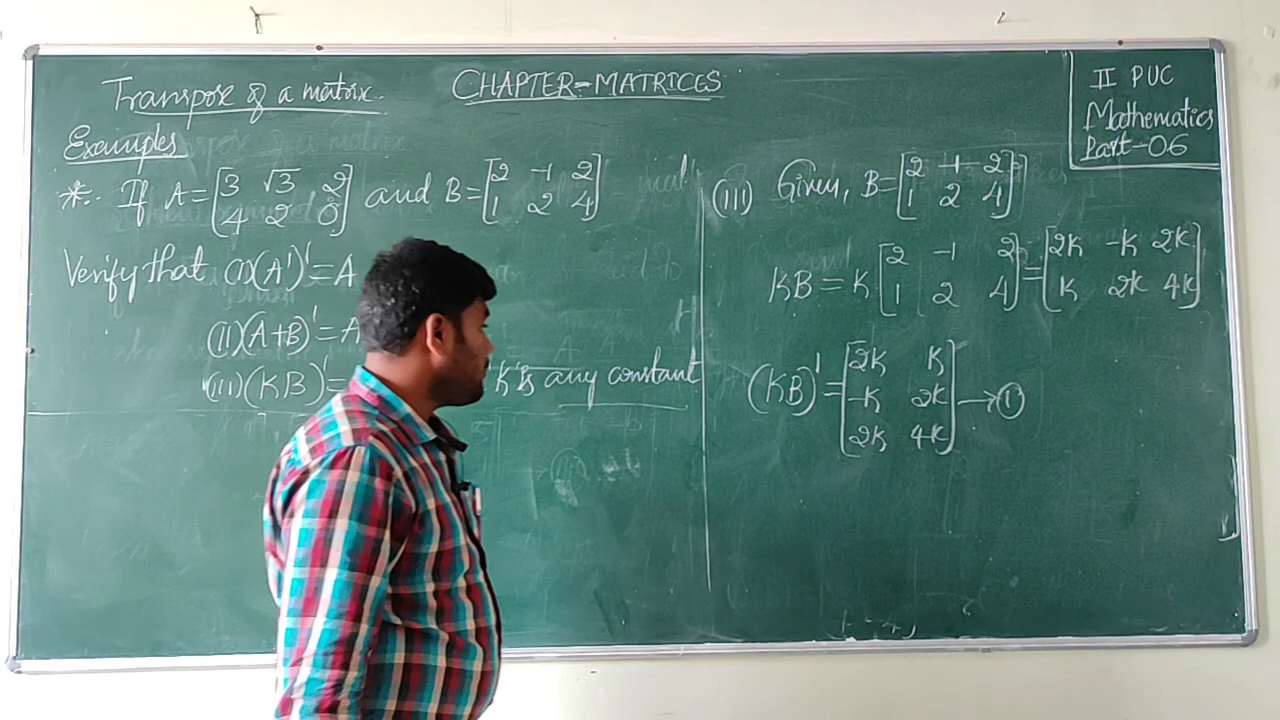 CHAPTER-MATRICES
II PUC
Mathematics
Part-06
Transpose of a matrix.
Examples
*. If A = [3 √3 2
4 2 0] and B = [2 -1 2
1 2 4]
Verify that (i) (A')' = A
(ii) (A+B)' = A
(iii) (KB)' = 'K' is any constant
(iii) Given, B = [2 -1 2
1 2 4]
KB = K [2 -1 2
1 2 4] = [2K -K 2K
K 2K 4K]
(KB)' = [2K K
-K 2K
2K 4K] → ①